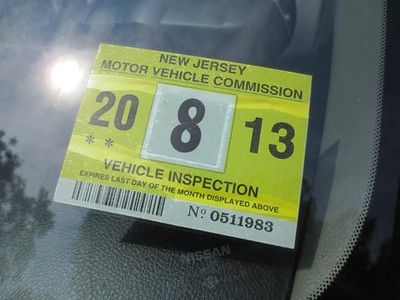 NEW JERSEY
MOTOR VEHICLE COMMISSION
20 8 13
**
VEHICLE INSPECTION
EXPIRES LAST DAY OF THE MONTH DISPLAYED ABOVE
Nº 0511983
NISSAN